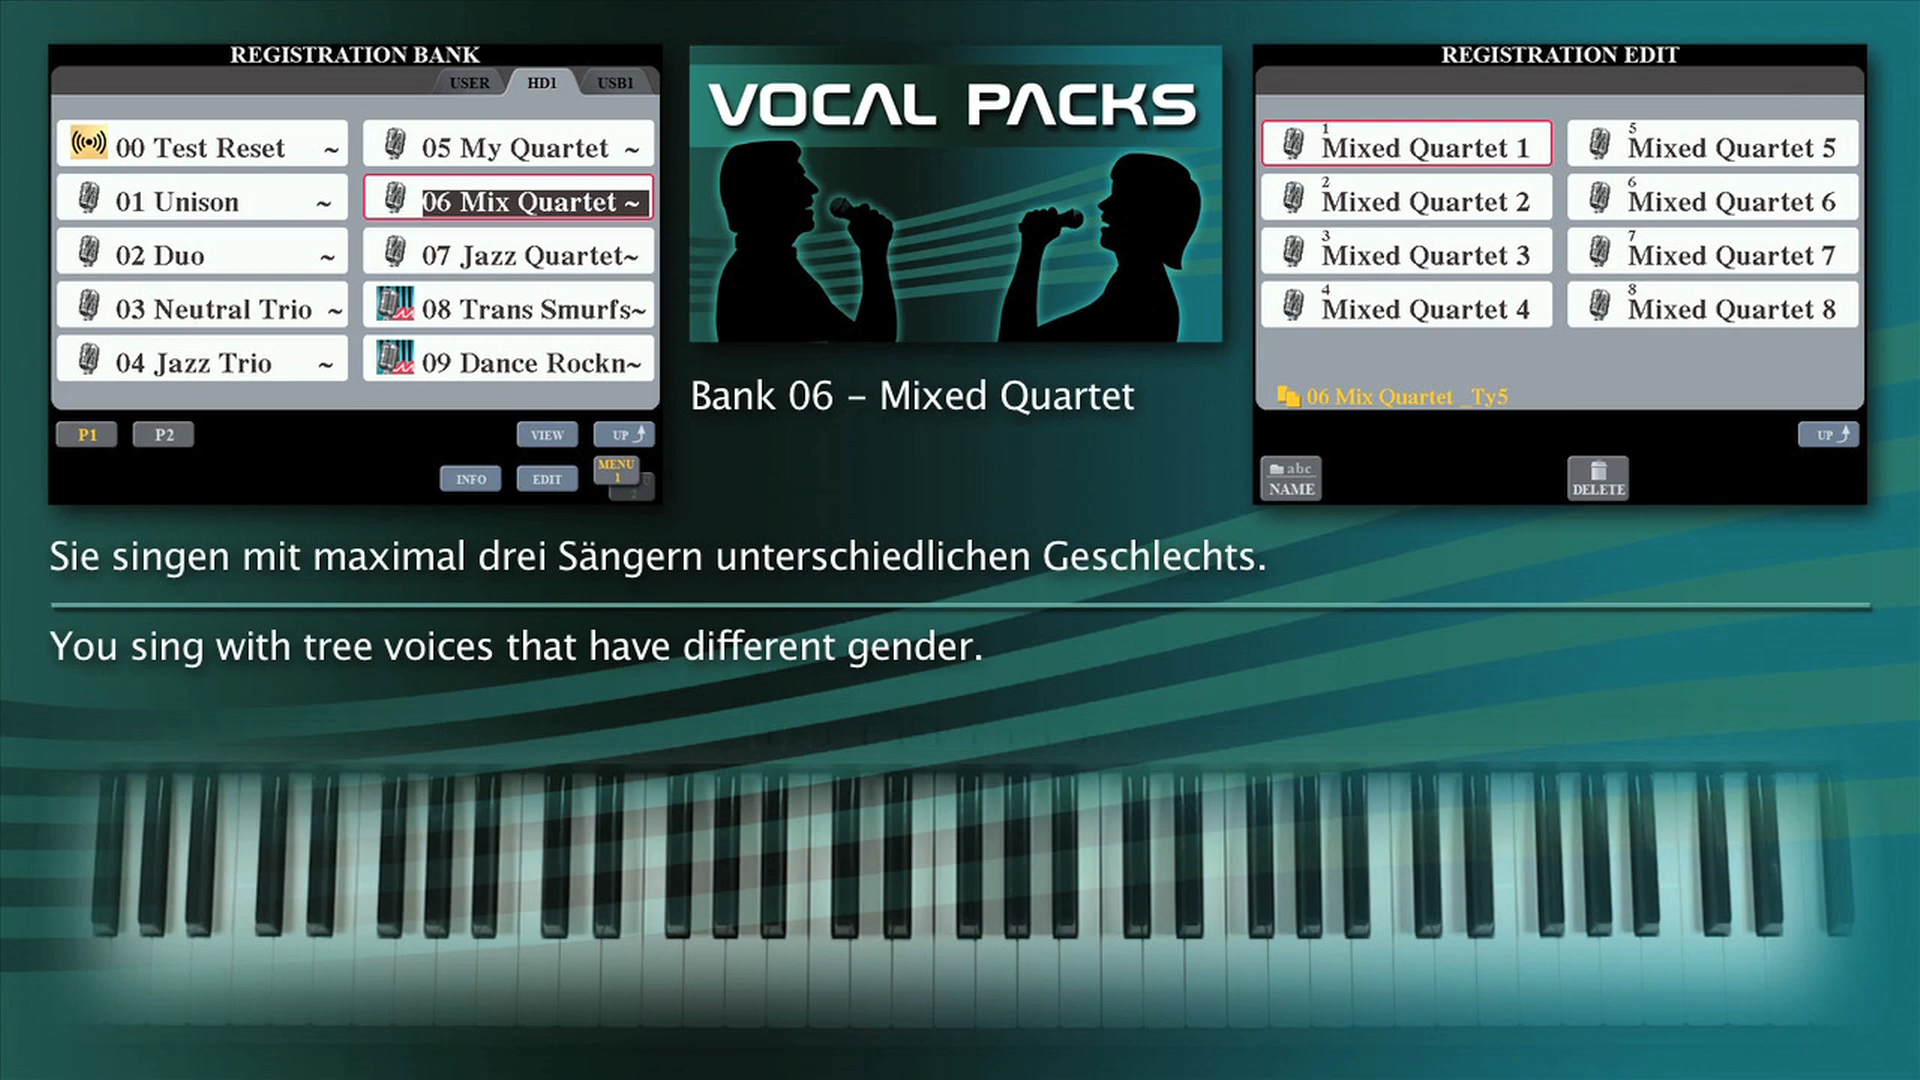 REGISTRATION BANK
USER HD1 USB1
00 Test Reset ~
05 My Quartet ~
01 Unison ~
06 Mix Quartet ~
02 Duo ~
07 Jazz Quartet~
03 Neutral Trio ~
08 Trans Smurfs~
04 Jazz Trio ~
09 Dance Rockn~
P1 P2 VIEW UP
INFO EDIT MENU
1
2
VOCAL PACKS
Bank 06 – Mixed Quartet
REGISTRATION EDIT
1
Mixed Quartet 1
5
Mixed Quartet 5
2
Mixed Quartet 2
6
Mixed Quartet 6
3
Mixed Quartet 3
7
Mixed Quartet 7
4
Mixed Quartet 4
8
Mixed Quartet 8
06 Mix Quartet _Ty5
UP
abc
NAME
DELETE
Sie singen mit maximal drei Sängern unterschiedlichen Geschlechts.
You sing with tree voices that have different gender.